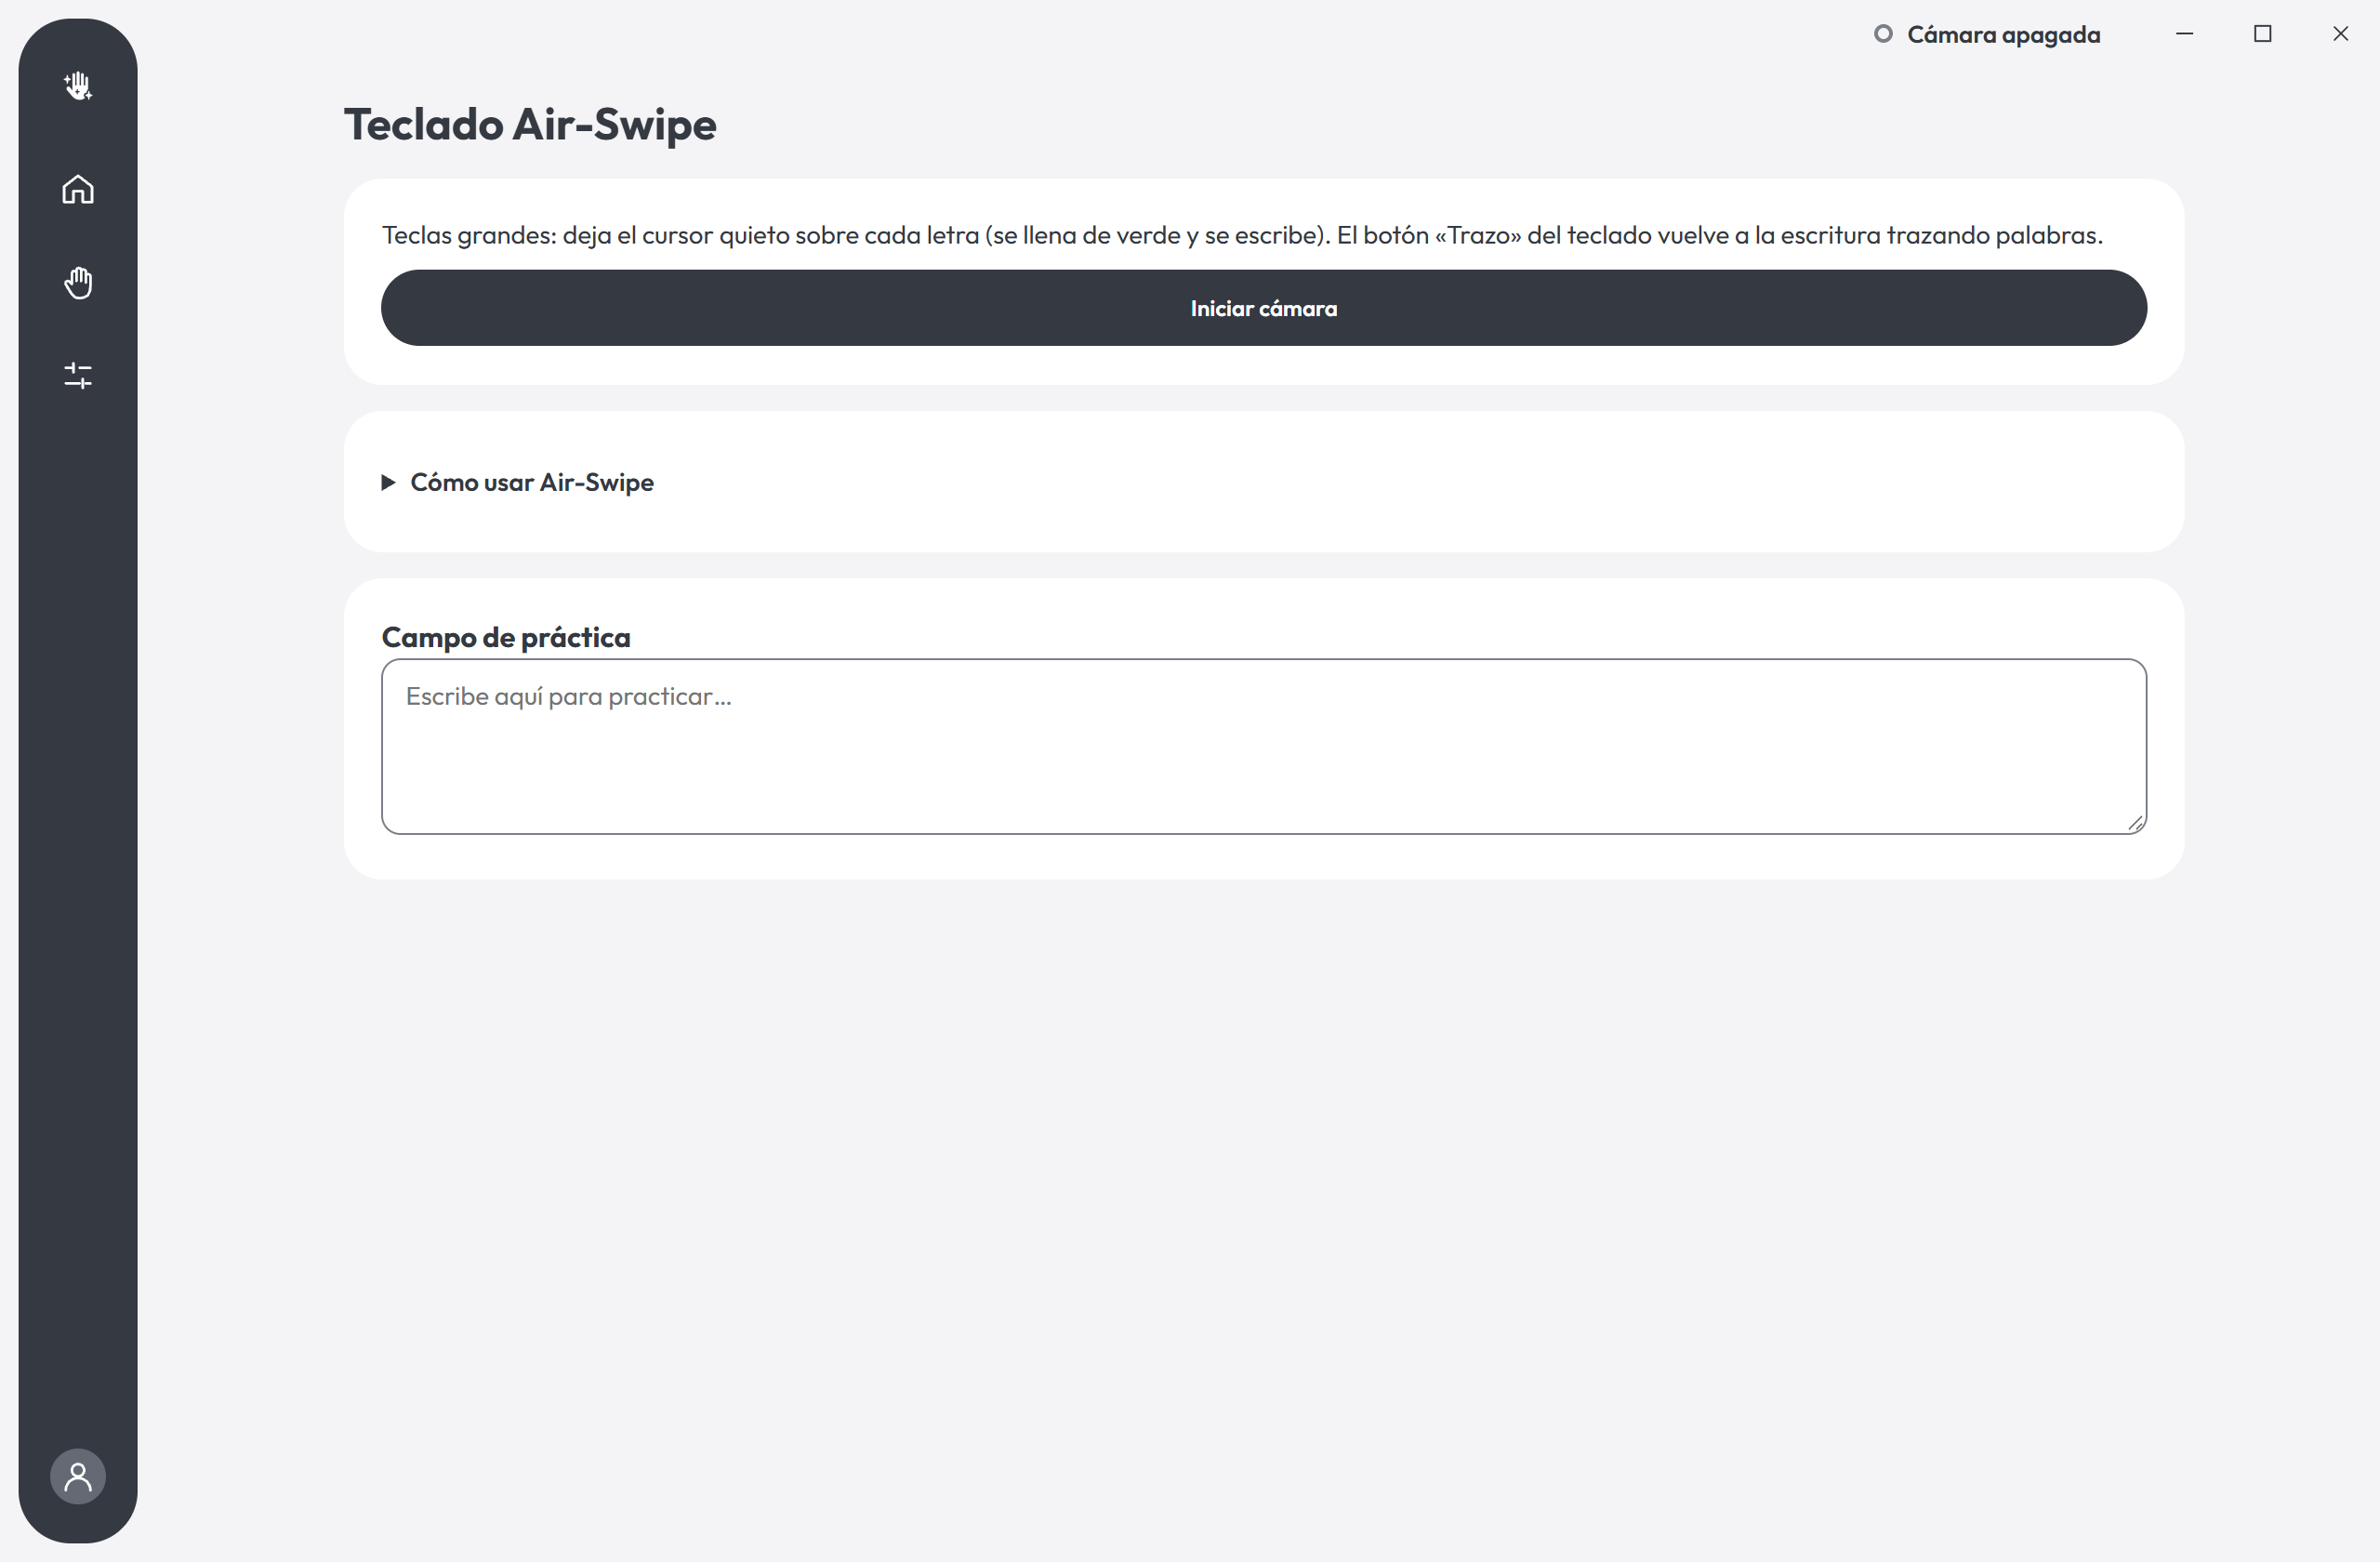 Cámara apagada
Teclado Air-Swipe
Teclas grandes: deja el cursor quieto sobre cada letra (se llena de verde y se escribe). El botón «Trazo» del teclado vuelve a la escritura trazando palabras.
Iniciar cámara
Cómo usar Air-Swipe
Campo de práctica
Escribe aquí para practicar...